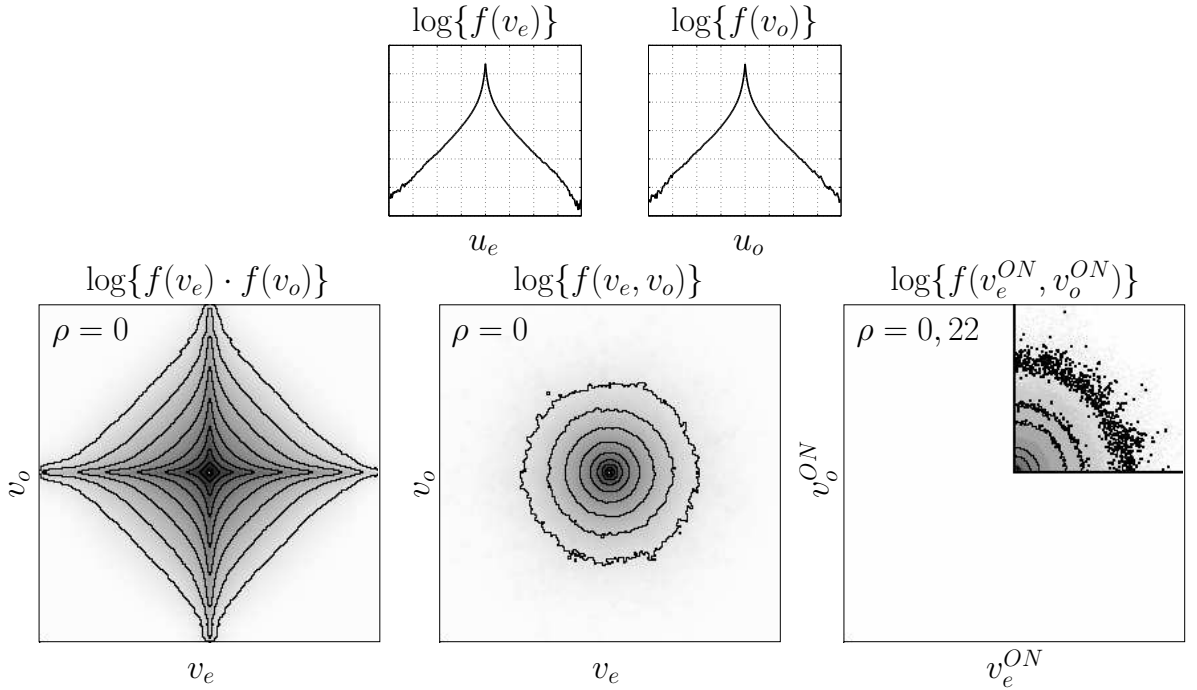 log{f(v_e)} log{f(v_o)}
u_e u_o
log{f(v_e) · f(v_o)} log{f(v_e, v_o)} log{f(v_e^{ON}, v_o^{ON})}
ρ = 0 ρ = 0 ρ = 0, 22
v_o v_o v_o^{ON}
v_e v_e v_e^{ON}